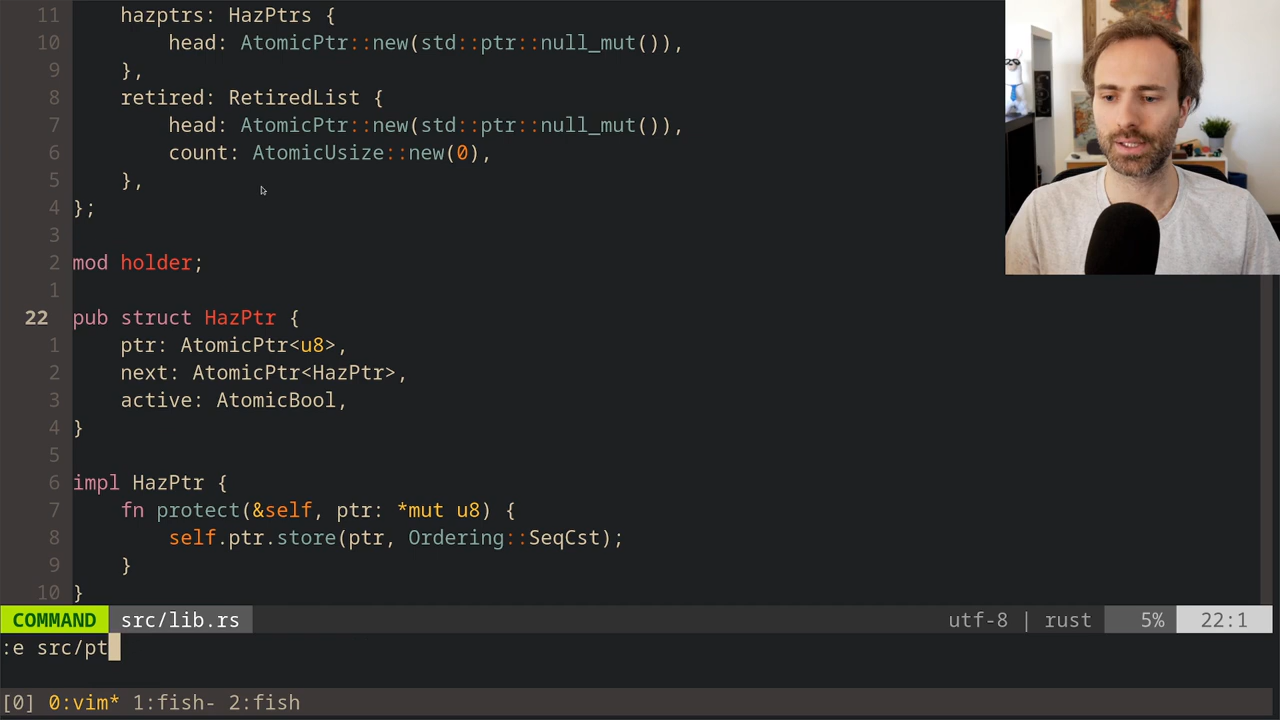 11 hazptrs: HazPtrs {
10 head: AtomicPtr::new(std::ptr::null_mut()),
9 },
8 retired: RetiredList {
7 head: AtomicPtr::new(std::ptr::null_mut()),
6 count: AtomicUsize::new(0),
5 },
4 };
3
2 mod holder;
1
22 pub struct HazPtr {
1 ptr: AtomicPtr<u8>,
2 next: AtomicPtr<HazPtr>,
3 active: AtomicBool,
4 }
5
6 impl HazPtr {
7 fn protect(&self, ptr: *mut u8) {
8 self.ptr.store(ptr, Ordering::SeqCst);
9 }
10 }
COMMAND src/lib.rs utf-8 | rust 5% 22:1
:e src/pt
[0] 0:vim* 1:fish- 2:fish